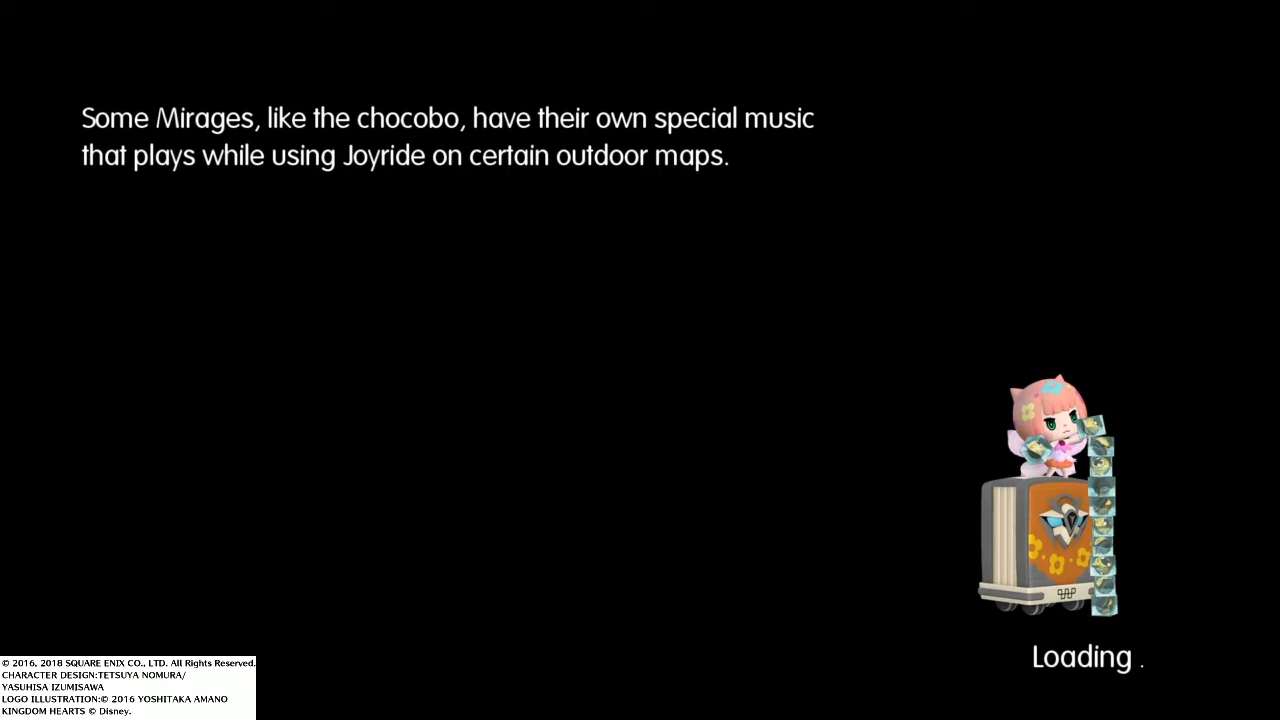 Some Mirages, like the chocobo, have their own special music
that plays while using Joyride on certain outdoor maps.
Loading .
© 2016, 2018 SQUARE ENIX CO., LTD. All Rights Reserved.
CHARACTER DESIGN:TETSUYA NOMURA/
YASUHISA IZUMISAWA
LOGO ILLUSTRATION:© 2016 YOSHITAKA AMANO
KINGDOM HEARTS © Disney.